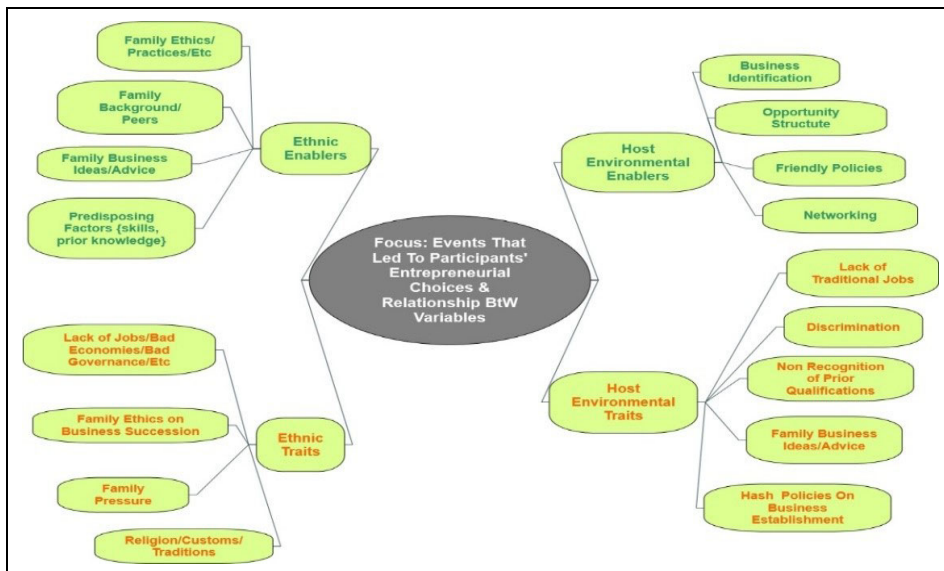 Family Ethics/
Practices/Etc
Family
Background/
Peers
Family Business
Ideas/Advice
Predisposing
Factors {skills,
prior knowledge}
Ethnic
Enablers
Lack of Jobs/Bad
Economies/Bad
Governance/Etc
Family Ethics on
Business Succession
Family
Pressure
Religion/Customs/
Traditions
Ethnic
Traits
Focus: Events That
Led To Participants'
Entrepreneurial
Choices &
Relationship BtW
Variables
Host
Environmental
Enablers
Business
Identification
Opportunity
Structute
Friendly Policies
Networking
Host
Environmental
Traits
Lack of
Traditional Jobs
Discrimination
Non Recognition
of Prior
Qualifications
Family Business
Ideas/Advice
Hash Policies On
Business
Establishment